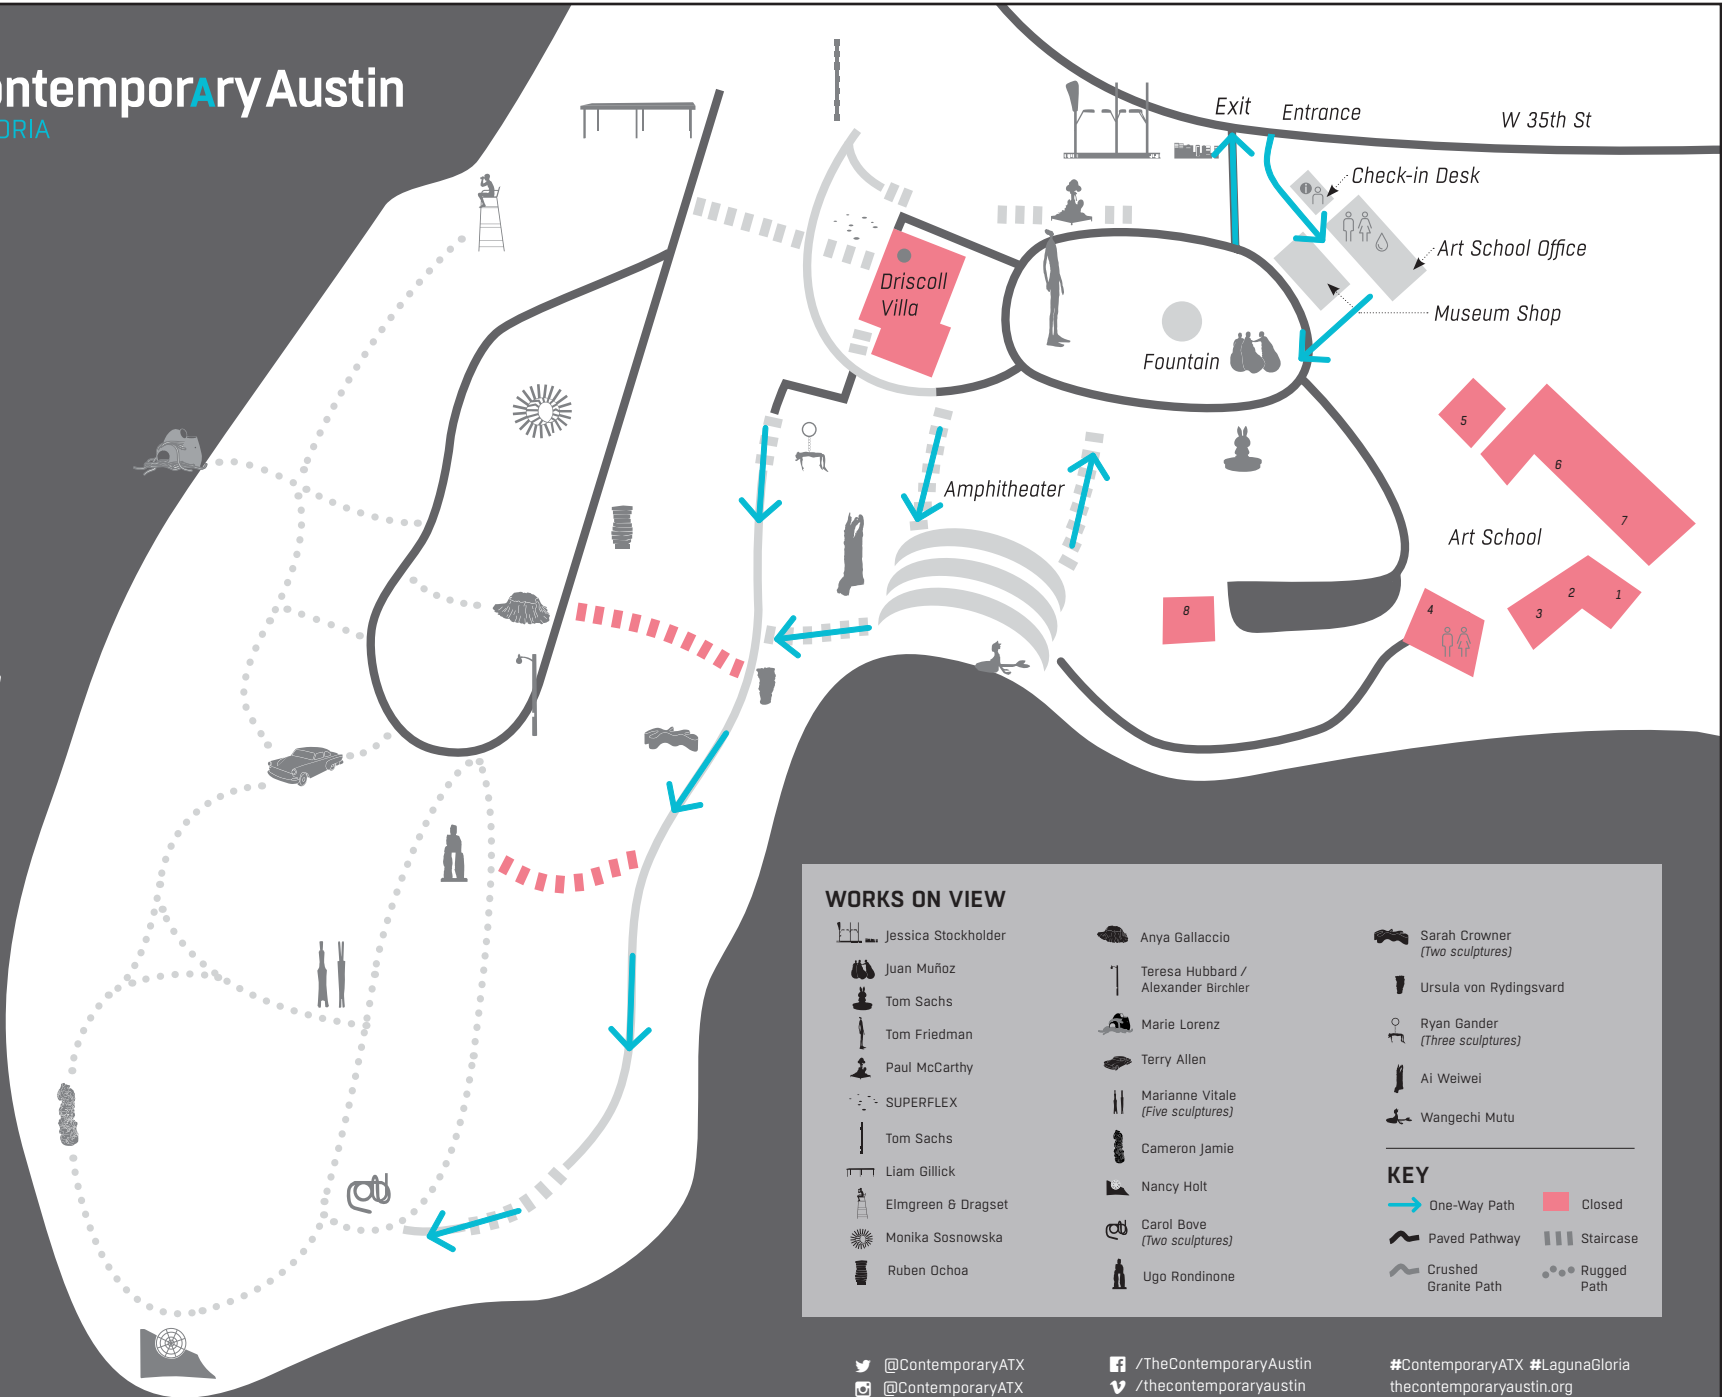 ontemporAry Austin
ORIA
Exit
Entrance
W 35th St
Check-in Desk
Art School Office
Museum Shop
Driscoll
Villa
Fountain
Amphitheater
Art School
5
6
7
8
4
3
2
1
WORKS ON VIEW
Jessica Stockholder
Juan Muñoz
Tom Sachs
Tom Friedman
Paul McCarthy
SUPERFLEX
Tom Sachs
Liam Gillick
Elmgreen & Dragset
Monika Sosnowska
Ruben Ochoa
Anya Gallaccio
Teresa Hubbard /
Alexander Birchler
Marie Lorenz
Terry Allen
Marianne Vitale
(Five sculptures)
Cameron Jamie
Nancy Holt
Carol Bove
(Two sculptures)
Ugo Rondinone
Sarah Crowner
(Two sculptures)
Ursula von Rydingsvard
Ryan Gander
(Three sculptures)
Ai Weiwei
Wangechi Mutu
KEY
One-Way Path
Closed
Paved Pathway
Staircase
Crushed
Granite Path
Rugged
Path
@ContemporaryATX
@ContemporaryATX
/TheContemporaryAustin
/thecontemporaryaustin
#ContemporaryATX #LagunaGloria
thecontemporaryaustin.org